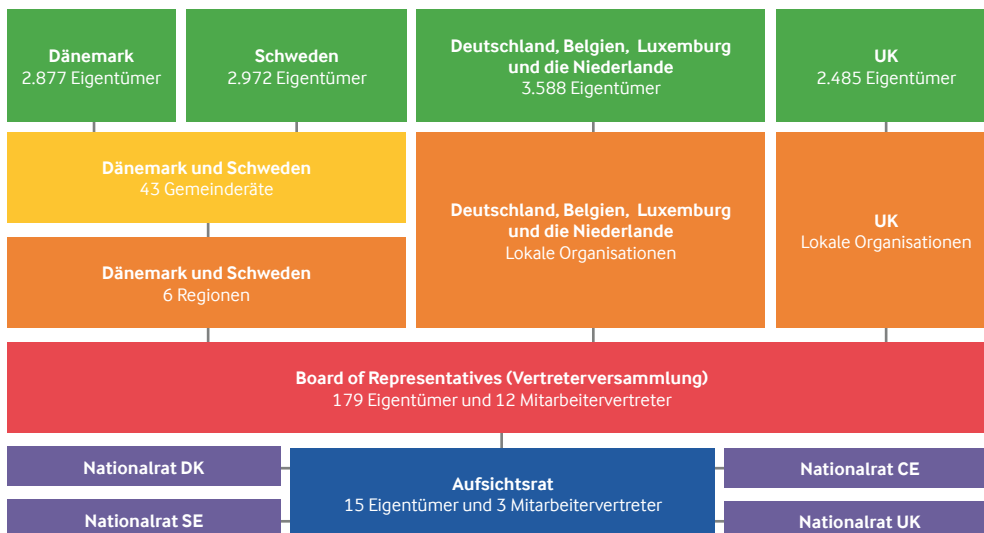 Dänemark
2.877 Eigentümer
Schweden
2.972 Eigentümer
Deutschland, Belgien, Luxemburg
und die Niederlande
3.588 Eigentümer
UK
2.485 Eigentümer
Dänemark und Schweden
43 Gemeinderäte
Dänemark und Schweden
6 Regionen
Deutschland, Belgien, Luxemburg
und die Niederlande
Lokale Organisationen
UK
Lokale Organisationen
Board of Representatives (Vertreterversammlung)
179 Eigentümer und 12 Mitarbeitervertreter
Nationalrat DK
Nationalrat SE
Aufsichtsrat
15 Eigentümer und 3 Mitarbeitervertreter
Nationalrat CE
Nationalrat UK